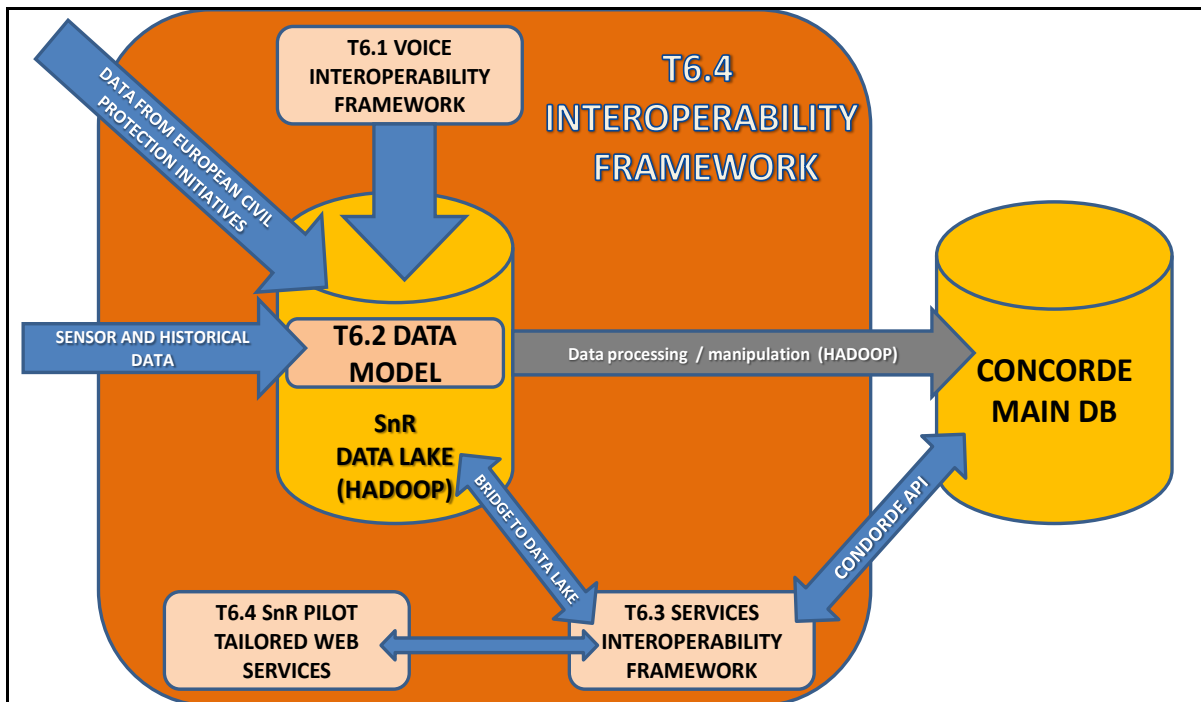 T6.1 VOICE
INTEROPERABILITY
FRAMEWORK
T6.4
INTEROPERABILITY
FRAMEWORK
DATA FROM EUROPEAN CIVIL
PROTECTION INITIATIVES
SENSOR AND HISTORICAL
DATA
T6.2 DATA
MODEL
Data processing / manipulation (HADOOP)
CONCORDE
MAIN DB
SnR
DATA LAKE
(HADOOP)
BRIDGE TO DATA LAKE
CONDORDE API
T6.4 SnR PILOT
TAILORED WEB
SERVICES
T6.3 SERVICES
INTEROPERABILITY
FRAMEWORK